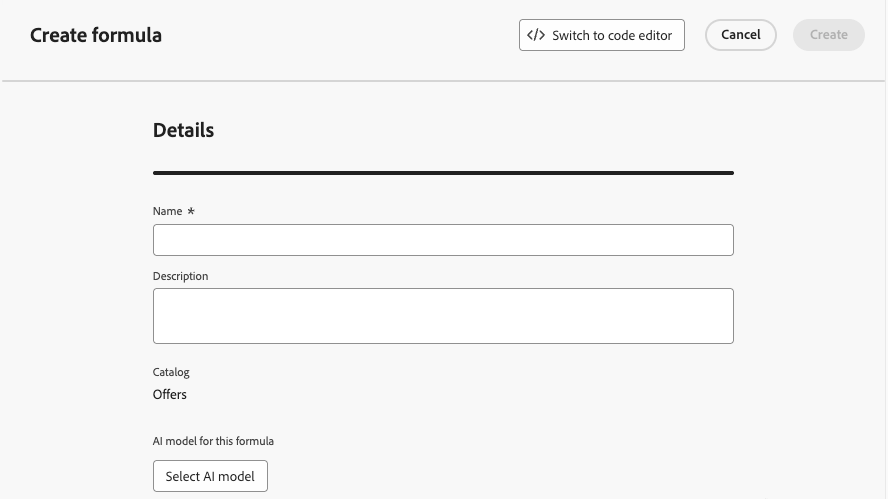 Create formula
</> Switch to code editor
Cancel
Create
Details
Name *
Description
Catalog
Offers
AI model for this formula
Select AI model